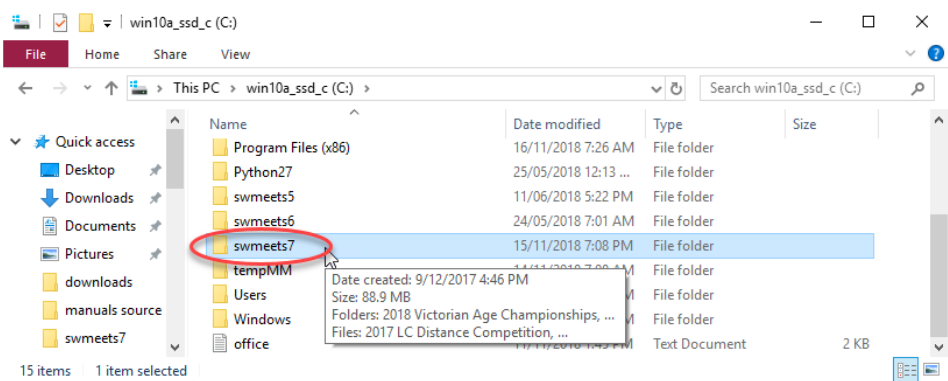 win10a_ssd_c (C:)
File Home Share View
This PC > win10a_ssd_c (C:) > Search win10a_ssd_c (C:)
Name Date modified Type Size
Quick access
Desktop
Downloads
Documents
Pictures
downloads
manuals source
swmeets7
Program Files (x86) 16/11/2018 7:26 AM File folder
Python27 25/05/2018 12:13 ... File folder
swmeets5 11/06/2018 5:22 PM File folder
swmeets6 24/05/2018 7:01 AM File folder
swmeets7 15/11/2018 7:08 PM File folder
tempMM File folder
Users File folder
Windows File folder
office Text Document 2 KB
Date created: 9/12/2017 4:46 PM
Size: 88.9 MB
Folders: 2018 Victorian Age Championships, ...
Files: 2017 LC Distance Competition, ...
15 items 1 item selected